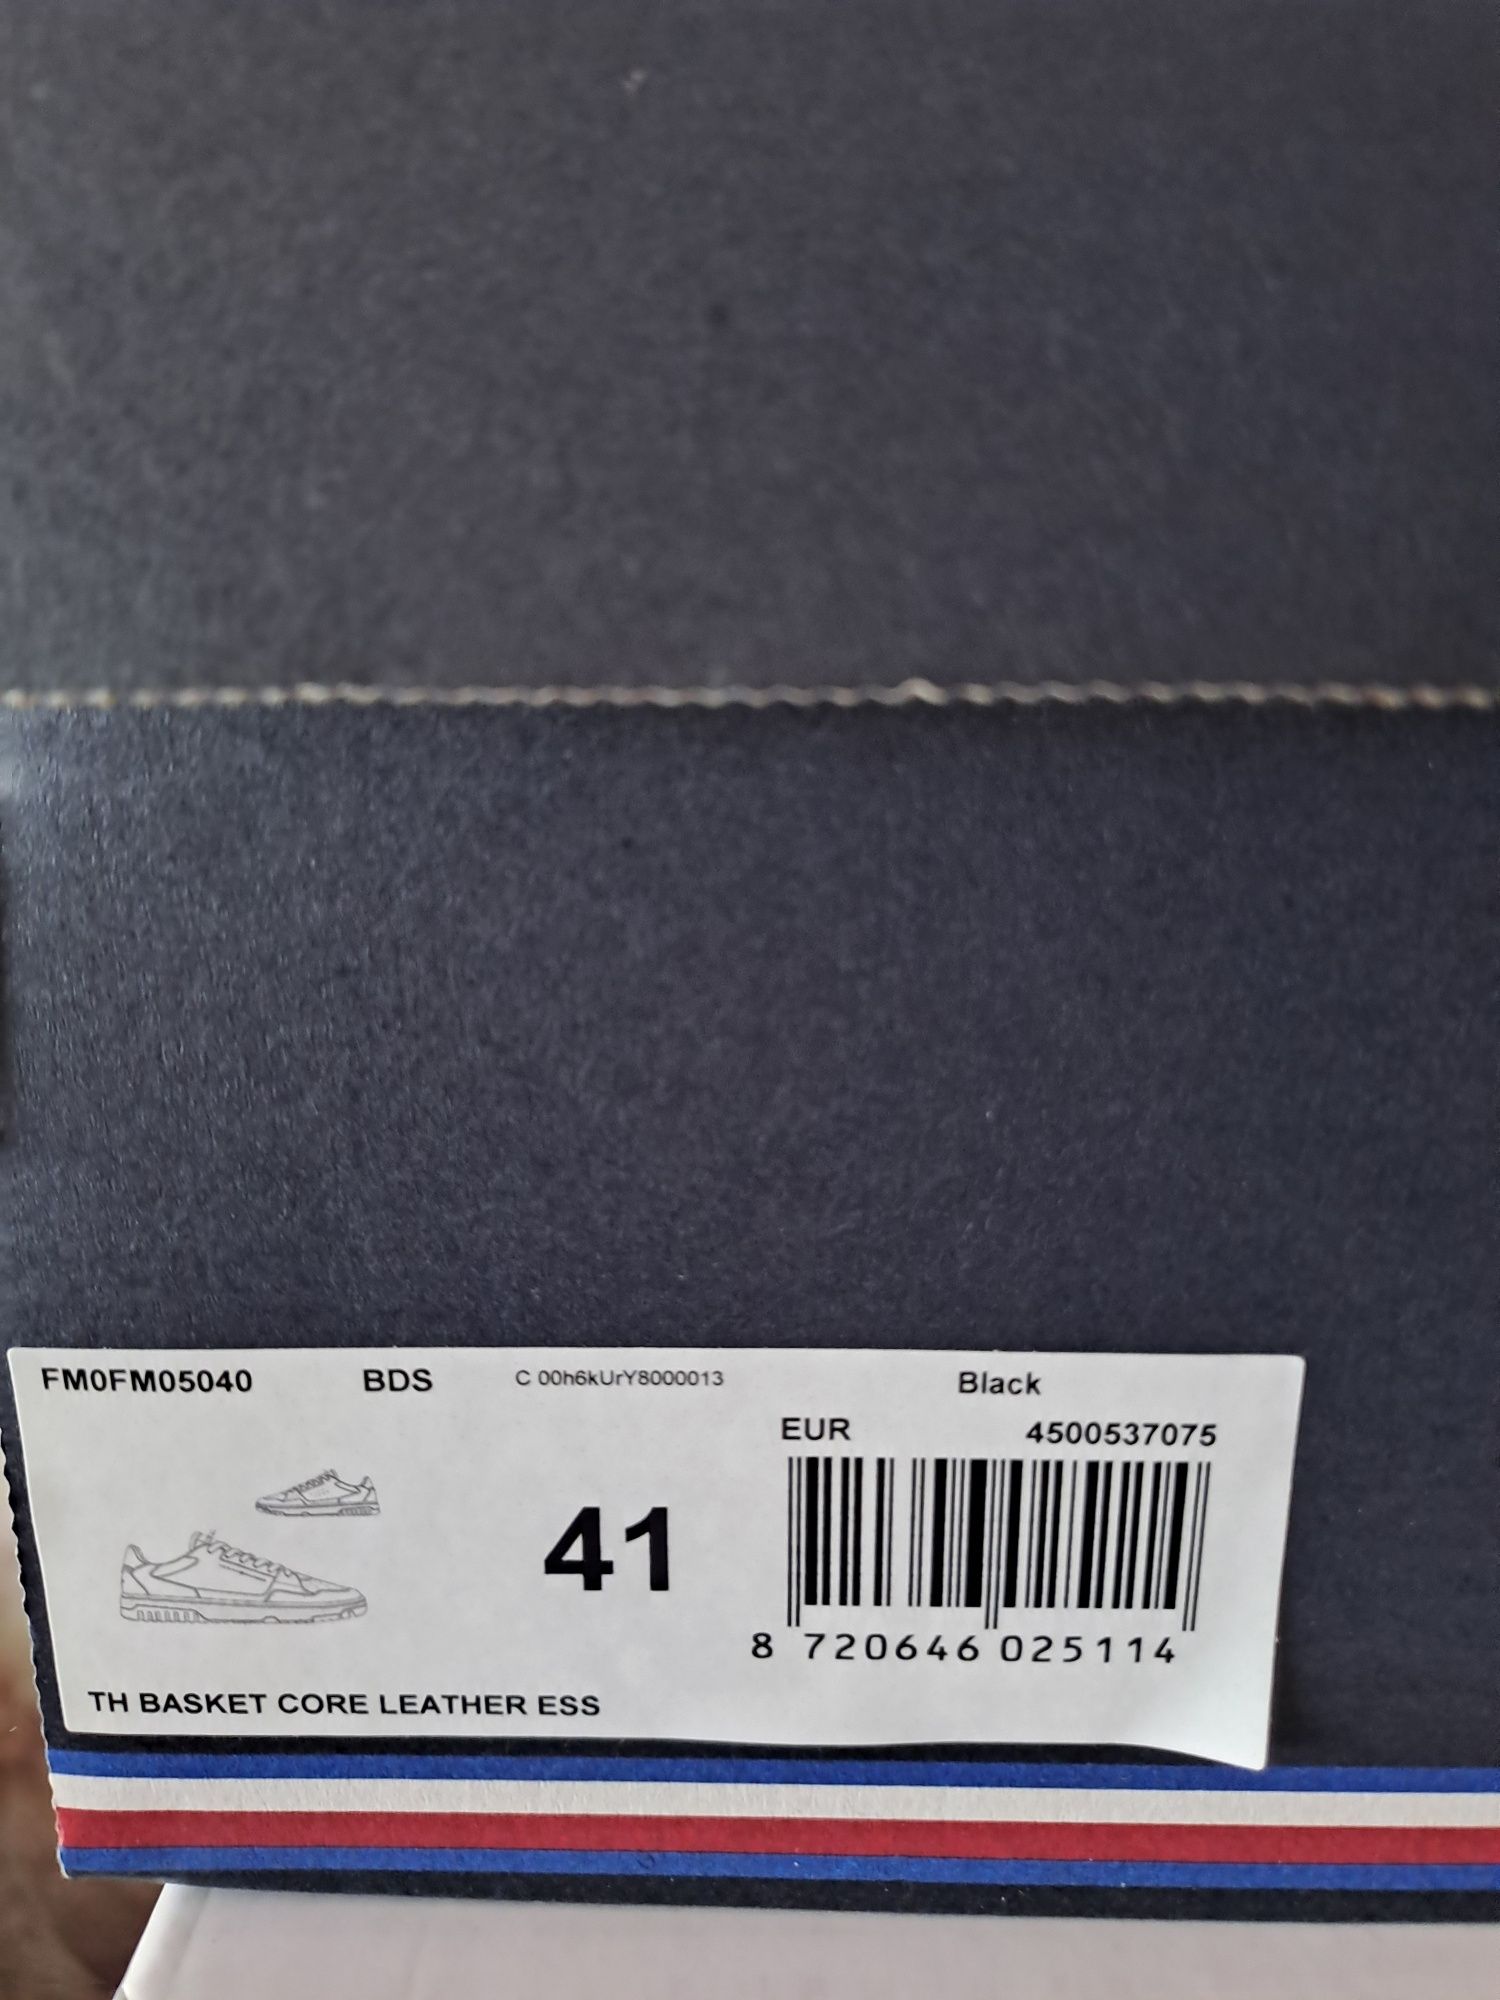 FM0FM05040 BDS C 00h6kUrY8000013 Black
EUR 4500537075
41
8 720646 025114
TH BASKET CORE LEATHER ESS